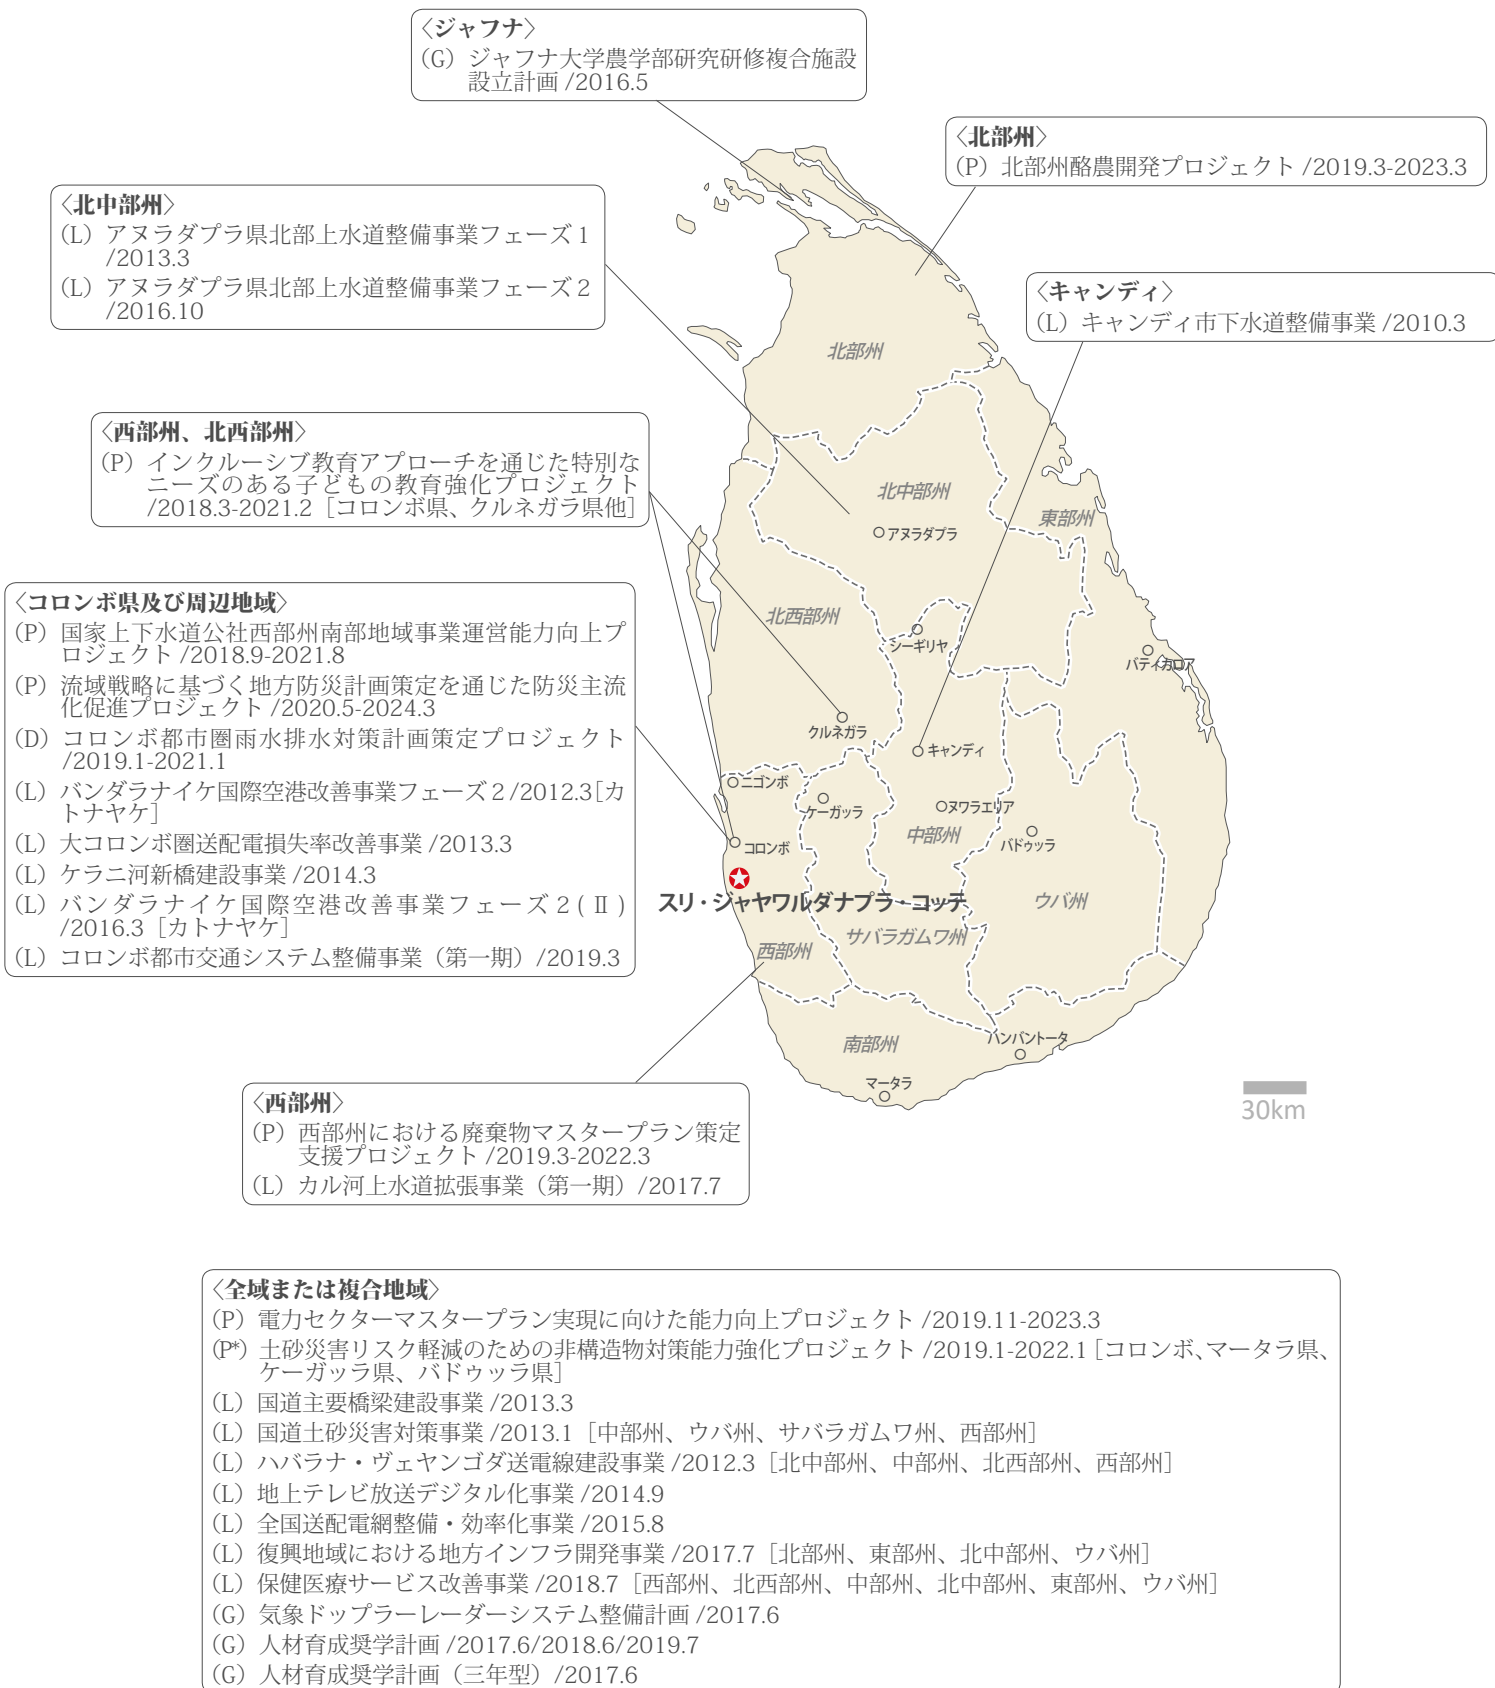 〈ジャフナ〉
(G) ジャフナ大学農学部研究研修複合施設
設立計画 /2016.5
〈北部州〉
(P) 北部州酪農開発プロジェクト /2019.3-2023.3
〈北中部州〉
(L) アヌラダプラ県北部上水道整備事業フェーズ1
/2013.3
(L) アヌラダプラ県北部上水道整備事業フェーズ2
/2016.10
〈キャンディ〉
(L) キャンディ市下水道整備事業 /2010.3
〈西部州、北西部州〉
(P) インクルーシブ教育アプローチを通じた特別な
ニーズのある子どもの教育強化プロジェクト
/2018.3-2021.2［コロンボ県、クルネガラ県他］
〈コロンボ県及び周辺地域〉
(P) 国家上下水道公社西部州南部地域事業運営能力向上プ
ロジェクト /2018.9-2021.8
(P) 流域戦略に基づく地方防災計画策定を通じた防災主流
化促進プロジェクト /2020.5-2024.3
(D) コロンボ都市圏雨水排水対策計画策定プロジェクト
/2019.1-2021.1
(L) バンダラナイケ国際空港改善事業フェーズ2/2012.3［カ
トナヤケ］
(L) 大コロンボ圏送配電損失率改善事業 /2013.3
(L) ケラニ河新橋建設事業 /2014.3
(L) バンダラナイケ国際空港改善事業フェーズ2(Ⅱ)
/2016.3［カトナヤケ］
(L) コロンボ都市交通システム整備事業（第一期）/2019.3
北部州
北中部州
アヌラダプラ
東部州
北西部州
シーギリヤ
バティカロア
クルネガラ
キャンディ
ニゴンボ
ケーガッラ
ヌワラエリア
中部州
バドゥッラ
コロンボ
スリ・ジャヤワルダナプラ・コッテ
ウバ州
サバラガムワ州
西部州
南部州
ハンバントータ
マータラ
30km
〈西部州〉
(P) 西部州における廃棄物マスタープラン策定
支援プロジェクト /2019.3-2022.3
(L) カル河上水道拡張事業（第一期）/2017.7
〈全域または複合地域〉
(P) 電力セクターマスタープラン実現に向けた能力向上プロジェクト /2019.11-2023.3
(P*) 土砂災害リスク軽減のための非構造物対策能力強化プロジェクト /2019.1-2022.1［コロンボ、マータラ県、
ケーガッラ県、バドゥッラ県］
(L) 国道主要橋梁建設事業 /2013.3
(L) 国道土砂災害対策事業 /2013.1［中部州、ウバ州、サバラガムワ州、西部州］
(L) ハバラナ・ヴェヤンゴダ送電線建設事業 /2012.3［北中部州、中部州、北西部州、西部州］
(L) 地上テレビ放送デジタル化事業 /2014.9
(L) 全国送配電網整備・効率化事業 /2015.8
(L) 復興地域における地方インフラ開発事業 /2017.7［北部州、東部州、北中部州、ウバ州］
(L) 保健医療サービス改善事業 /2018.7［西部州、北西部州、中部州、北中部州、東部州、ウバ州］
(G) 気象ドップラーレーダーシステム整備計画 /2017.6
(G) 人材育成奨学計画 /2017.6/2018.6/2019.7
(G) 人材育成奨学計画（三年型）/2017.6